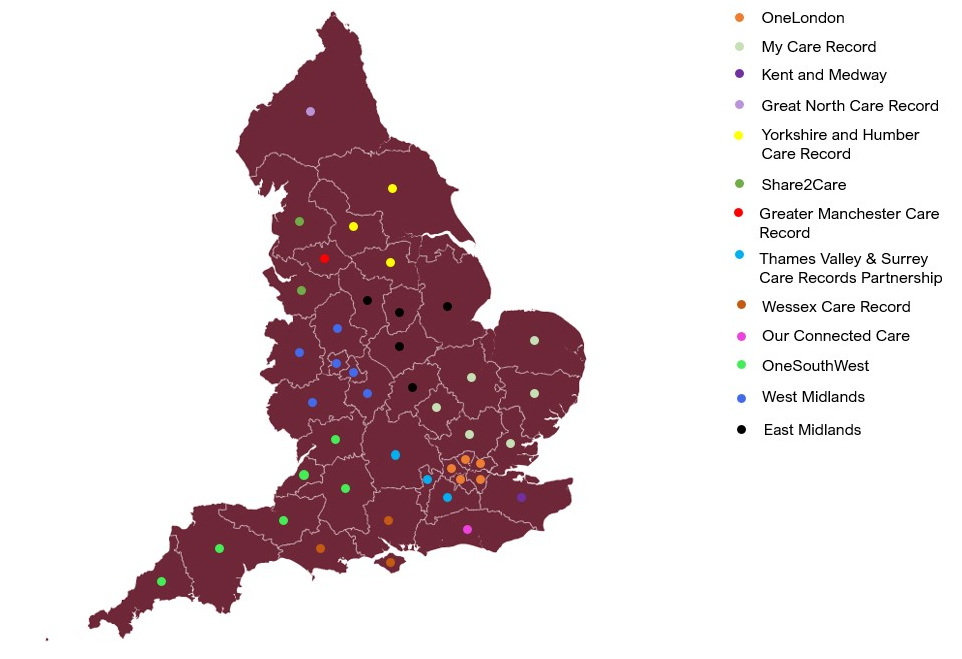 OneLondon
My Care Record
Kent and Medway
Great North Care Record
Yorkshire and Humber
Care Record
Share2Care
Greater Manchester Care
Record
Thames Valley & Surrey
Care Records Partnership
Wessex Care Record
Our Connected Care
OneSouthWest
West Midlands
East Midlands